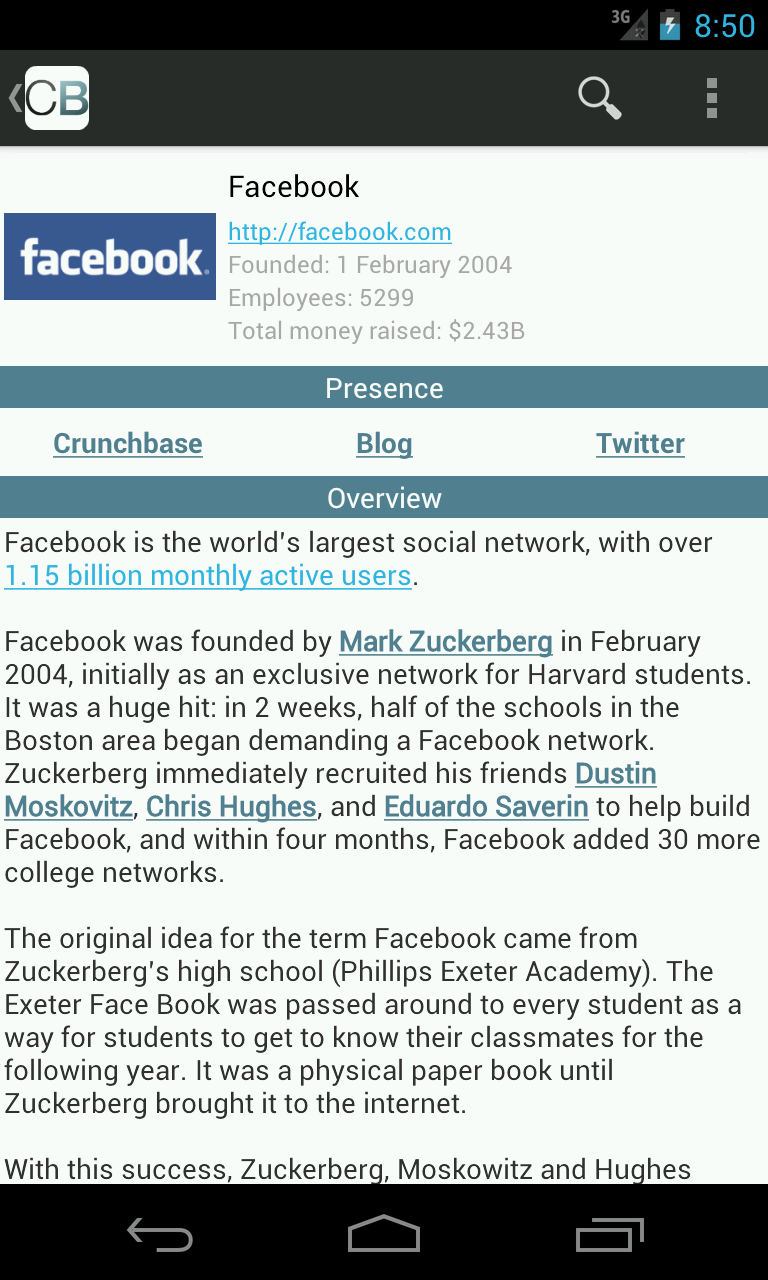 3G 8:50
CB
Facebook
facebook.
http://facebook.com
Founded: 1 February 2004
Employees: 5299
Total money raised: $2.43B
Presence
Crunchbase Blog Twitter
Overview
Facebook is the world's largest social network, with over
1.15 billion monthly active users.
Facebook was founded by Mark Zuckerberg in February
2004, initially as an exclusive network for Harvard students.
It was a huge hit: in 2 weeks, half of the schools in the
Boston area began demanding a Facebook network.
Zuckerberg immediately recruited his friends Dustin
Moskovitz, Chris Hughes, and Eduardo Saverin to help build
Facebook, and within four months, Facebook added 30 more
college networks.
The original idea for the term Facebook came from
Zuckerberg's high school (Phillips Exeter Academy). The
Exeter Face Book was passed around to every student as a
way for students to get to know their classmates for the
following year. It was a physical paper book until
Zuckerberg brought it to the internet.
With this success, Zuckerberg, Moskowitz and Hughes